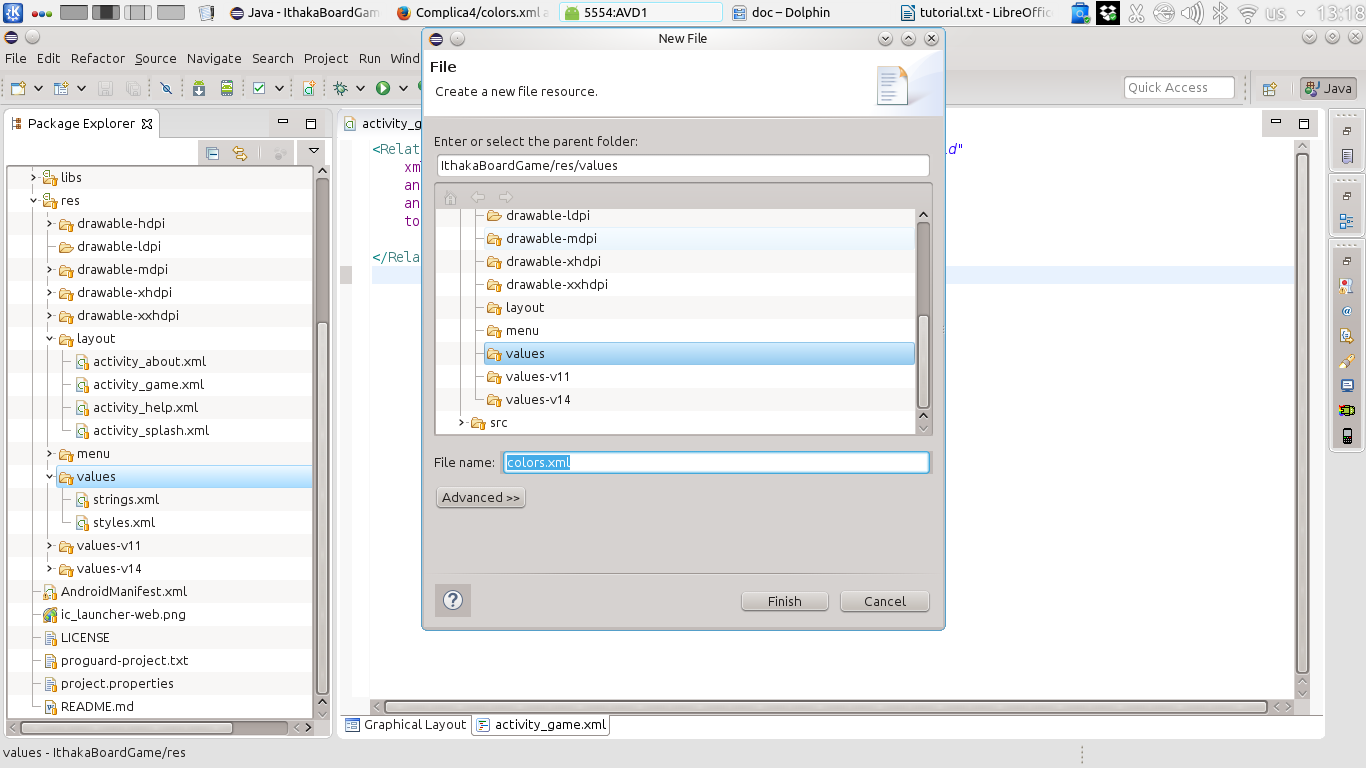 Java - IthakaBoardGam
Complica4/colors.xml a
5554:AVD1
doc – Dolphin
tutorial.txt - LibreOffic
us
13:18
File Edit Refactor Source Navigate Search Project Run Wind
Quick Access
Java
Package Explorer
libs
res
drawable-hdpi
drawable-ldpi
drawable-mdpi
drawable-xhdpi
drawable-xxhdpi
layout
activity_about.xml
activity_game.xml
activity_help.xml
activity_splash.xml
menu
values
strings.xml
styles.xml
values-v11
values-v14
AndroidManifest.xml
ic_launcher-web.png
LICENSE
proguard-project.txt
project.properties
README.md
activity_g
<Relat
d"
xm
an
an
to
</Rela
New File
File
Create a new file resource.
Enter or select the parent folder:
IthakaBoardGame/res/values
drawable-ldpi
drawable-mdpi
drawable-xhdpi
drawable-xxhdpi
layout
menu
values
values-v11
values-v14
src
File name: colors.xml
Advanced >>
?
Finish
Cancel
Graphical Layout
activity_game.xml
values - IthakaBoardGame/res